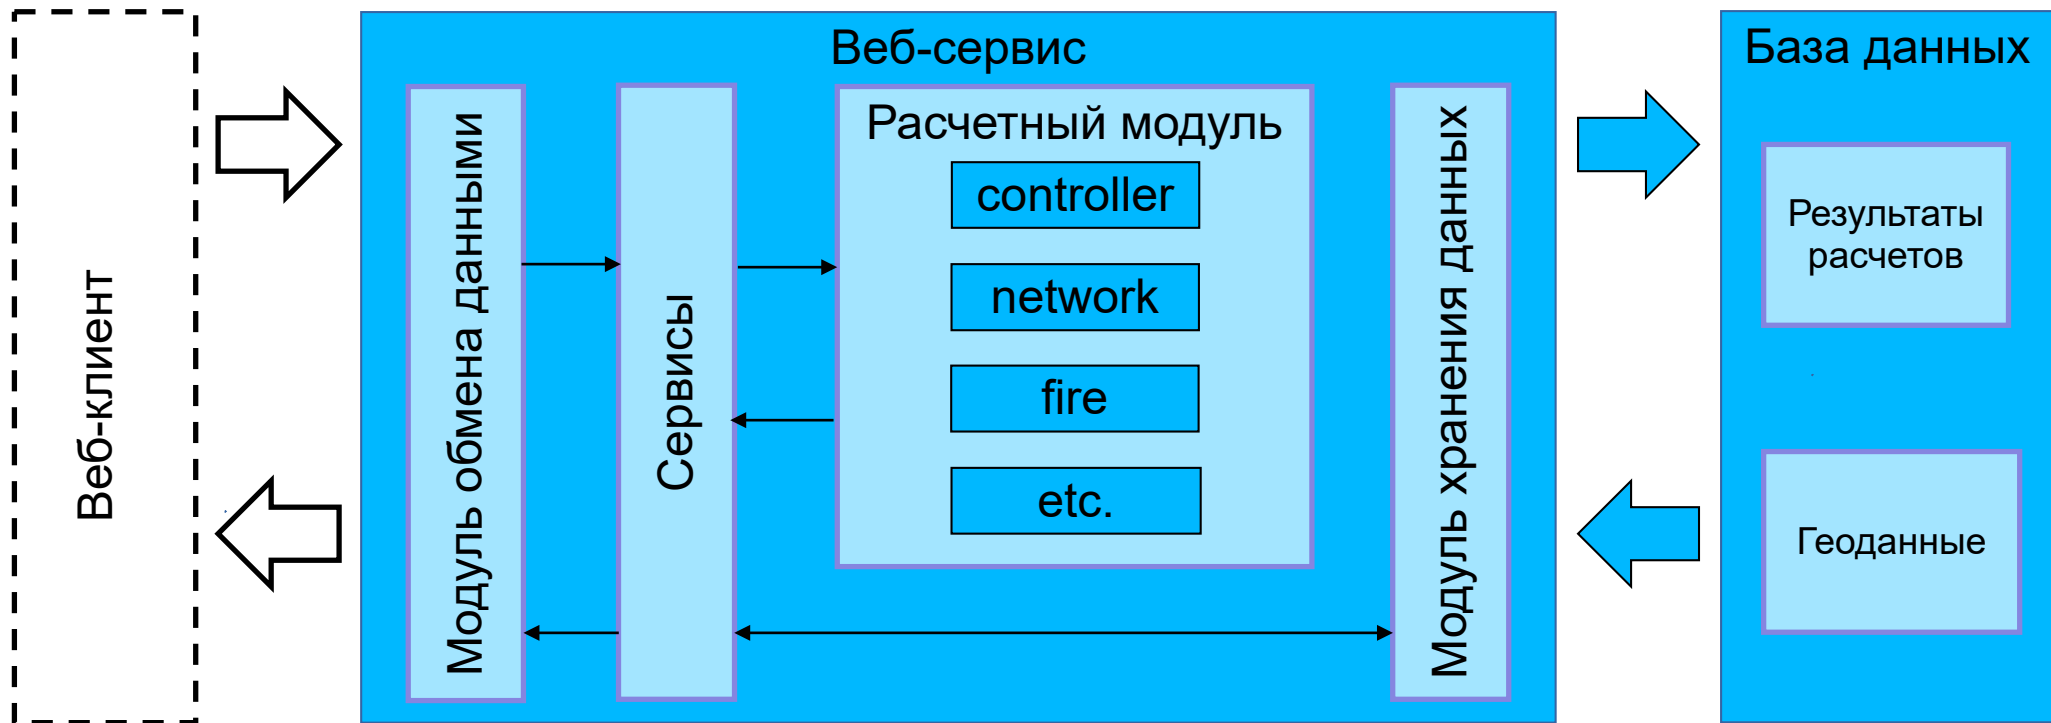 Веб-клиент
Веб-сервис
Модуль обмена данными
Сервисы
Расчетный модуль
controller
network
fire
etc.
Модуль хранения данных
База данных
Результаты
расчетов
Геоданные